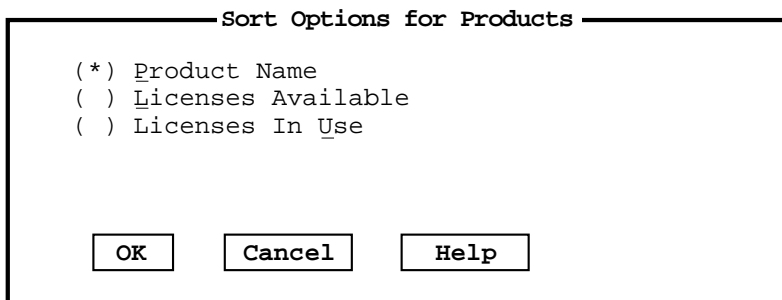 Sort Options for Products
(*) Product Name
( ) Licenses Available
( ) Licenses In Use
OK Cancel Help